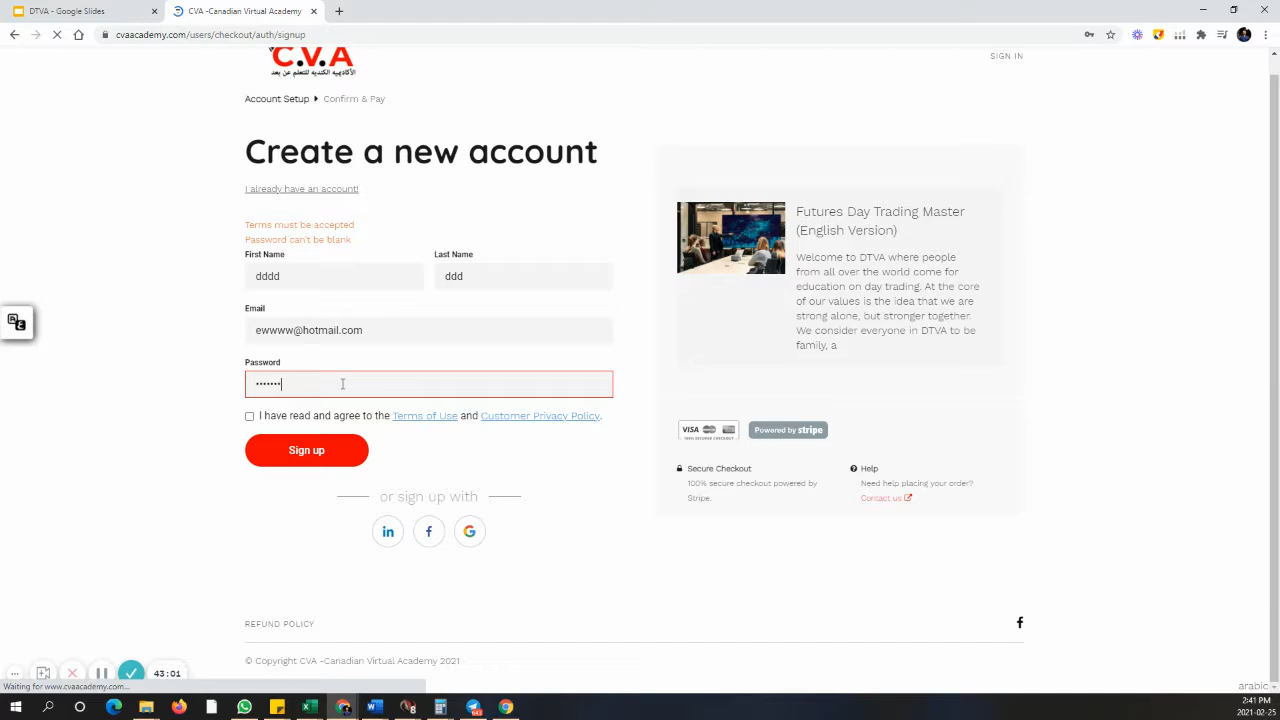 DTVA - Google Slides
Users - Canadian Virtual Academy
cvaacademy.com/users/checkout/auth/signup
C.V.A
الأكاديميه الكنديه للتعلم عن بعد
SIGN IN
Account Setup Confirm & Pay
Create a new account
I already have an account!
Terms must be accepted
Password can't be blank
First Name
Last Name
dddd
ddd
Email
ewwww@hotmail.com
Password
•••••••
I have read and agree to the Terms of Use and Customer Privacy Policy.
Sign up
or sign up with
Futures Day Trading Master
(English Version)
Welcome to DTVA where people
from all over the world come for
education on day trading. At the core
of our values is the idea that we are
strong alone, but stronger together.
We consider everyone in DTVA to be
family, a
VISA
100% SECURE CHECKOUT
Powered by stripe
Secure Checkout
100% secure checkout powered by
Stripe.
Help
Need help placing your order?
Contact us
REFUND POLICY
© Copyright CVA -Canadian Virtual Academy 2021
43:01
Waiting for www.cvaacademy.com...
arabic
2:41 PM
2021-02-25